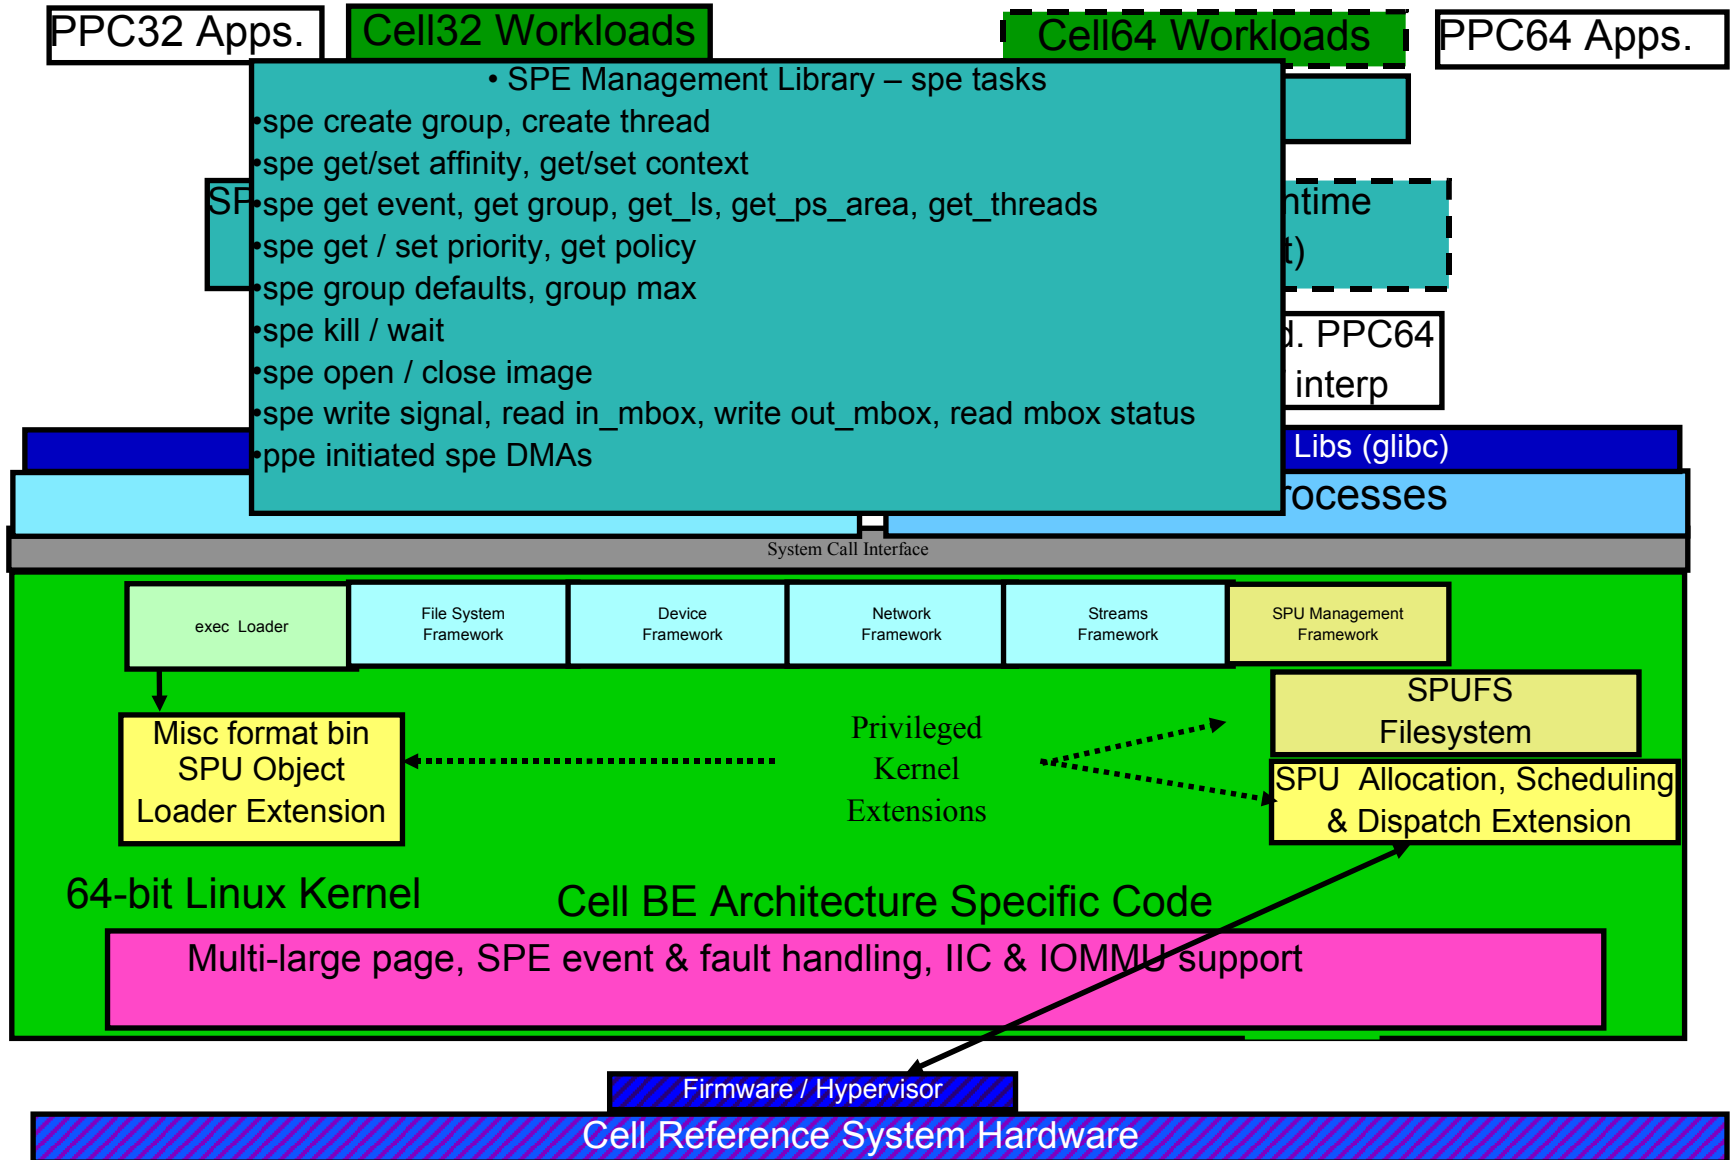 PPC32 Apps.
Cell32 Workloads
Cell64 Workloads
PPC64 Apps.
• SPE Management Library – spe tasks
•spe create group, create thread
•spe get/set affinity, get/set context
•spe get event, get group, get_ls, get_ps_area, get_threads
•spe get / set priority, get policy
•spe group defaults, group max
•spe kill / wait
•spe open / close image
•spe write signal, read in_mbox, write out_mbox, read mbox status
•ppe initiated spe DMAs
PPC64
interp
Libs (glibc)
System Call Interface
exec Loader
File System
Framework
Device
Framework
Network
Framework
Streams
Framework
SPU Management
Framework
SPUFS
Filesystem
Misc format bin
SPU Object
Loader Extension
Privileged
Kernel
Extensions
SPU Allocation, Scheduling
& Dispatch Extension
64-bit Linux Kernel
Cell BE Architecture Specific Code
Multi-large page, SPE event & fault handling, IIC & IOMMU support
Firmware / Hypervisor
Cell Reference System Hardware